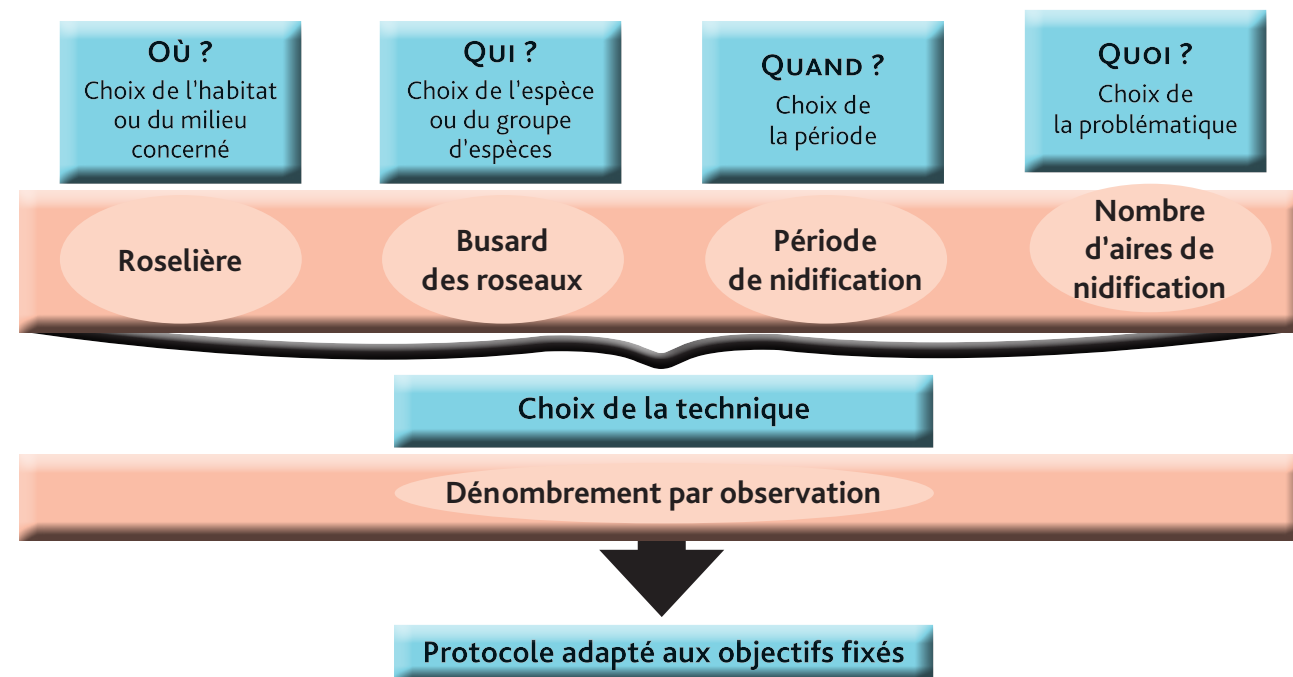 Où ?
Choix de l'habitat
ou du milieu
concerné
Qui ?
Choix de l'espèce
ou du groupe
d'espèces
Quand ?
Choix de
la période
Quoi ?
Choix de
la problématique
Roselière
Busard
des roseaux
Période
de nidification
Nombre
d'aires de
nidification
Choix de la technique
Dénombrement par observation
Protocole adapté aux objectifs fixés